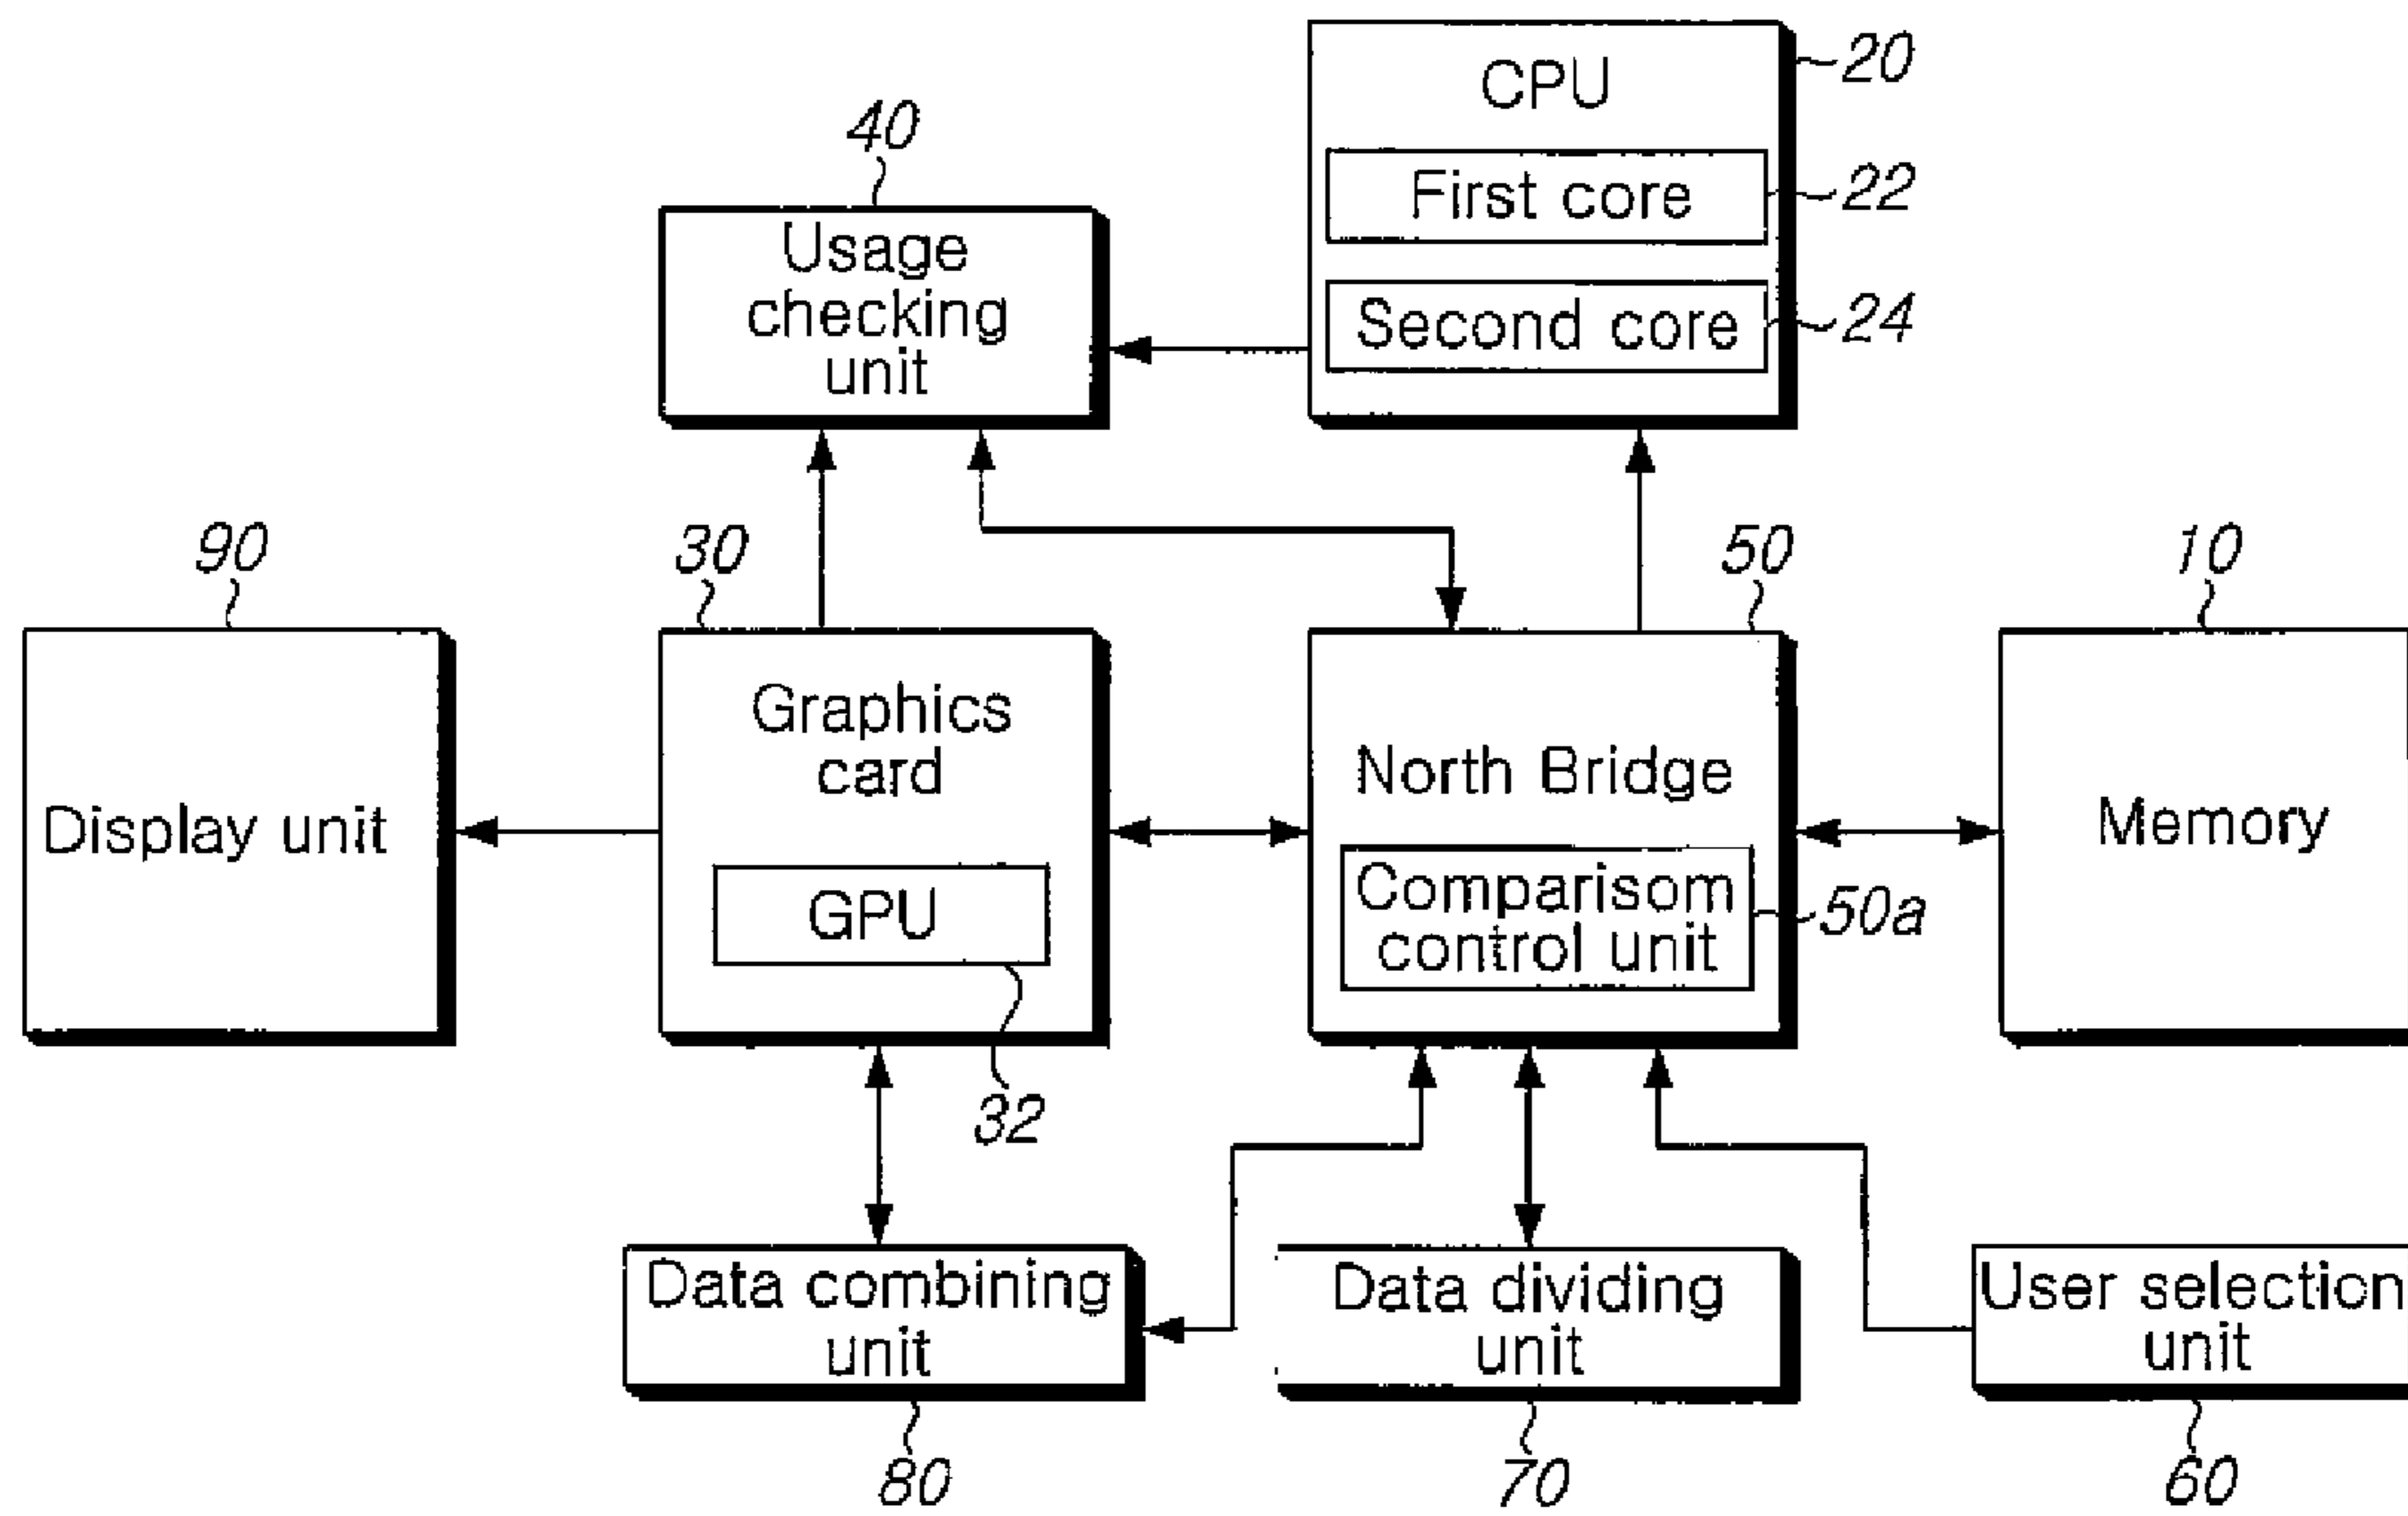 CPU
20
First core
22
Second core
24
40
Usage
checking
unit
90
30
50
10
Display unit
Graphics
card
GPU
32
North Bridge
Comparisom
control unit
50a
Memory
Data combining
unit
80
Data dividing
unit
70
User selection
unit
60